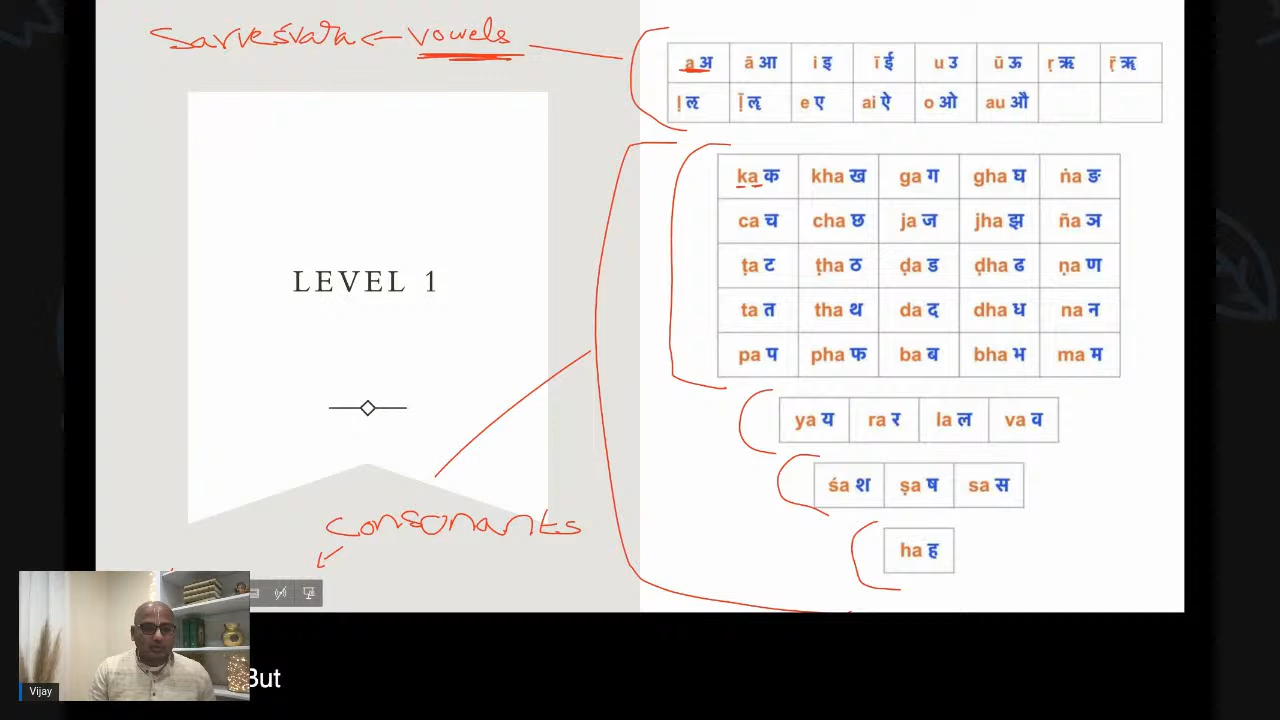 Sarveśvara ← vowels
a अ ā आ i इ ī ई u उ ū ऊ ṛ ऋ ṝ ऋ
ḷ ऌ ḹ ऌ e ए ai ऐ o ओ au औ
ka क kha ख ga ग gha घ ṅa ङ
ca च cha छ ja ज jha झ ña ञ
ṭa ट ṭha ठ ḍa ड ḍha ढ ṇa ण
ta त tha थ da द dha ध na न
pa प pha फ ba ब bha भ ma म
ya य ra र la ल va व
śa श ṣa ष sa स
ha ह
LEVEL 1
consonants
Vijay
But